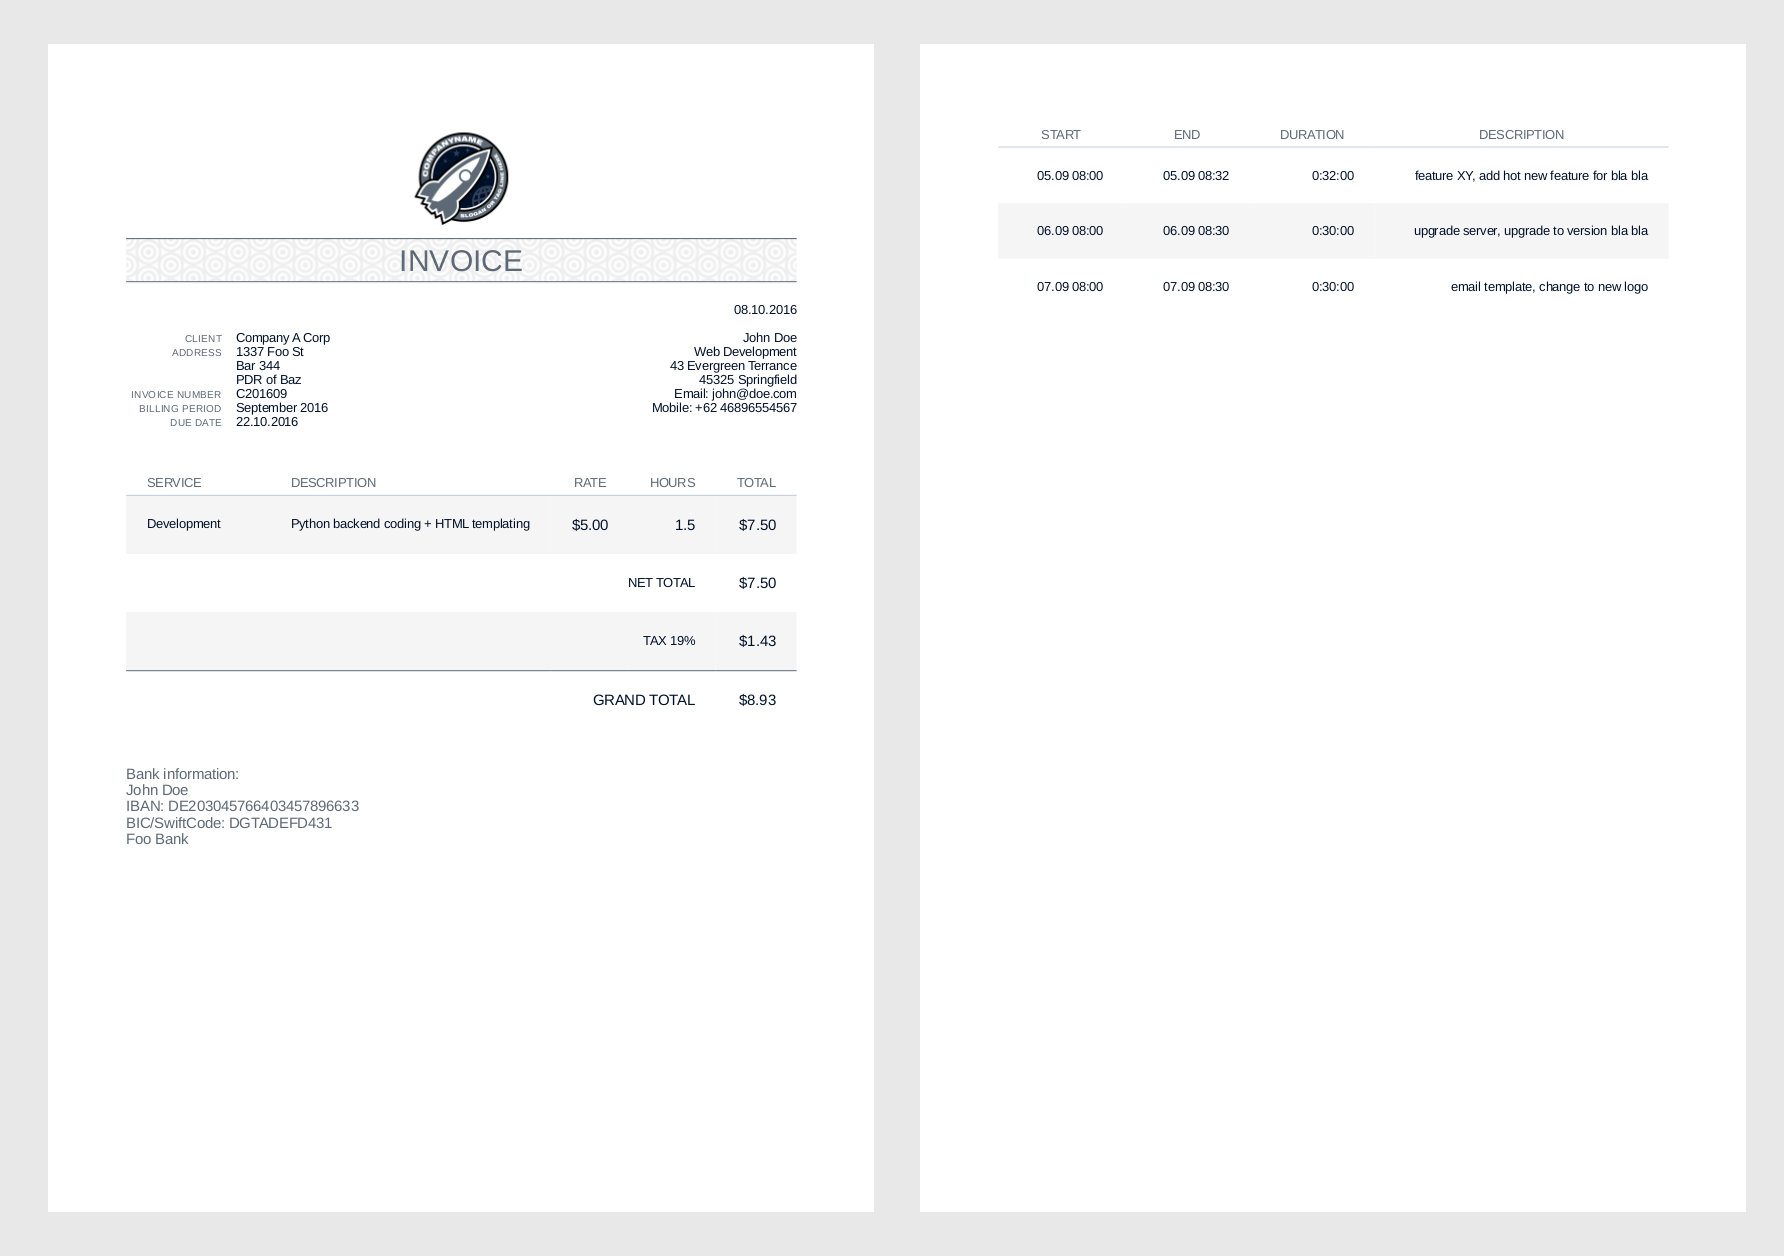 COMPANYNAME
SLOGAN OR TAG LINE HERE
INVOICE
08.10.2016
CLIENT Company A Corp
ADDRESS 1337 Foo St
Bar 344
PDR of Baz
INVOICE NUMBER C201609
BILLING PERIOD September 2016
DUE DATE 22.10.2016
John Doe
Web Development
43 Evergreen Terrance
45325 Springfield
Email: john@doe.com
Mobile: +62 46896554567
SERVICE DESCRIPTION RATE HOURS TOTAL
Development Python backend coding + HTML templating $5.00 1.5 $7.50
NET TOTAL $7.50
TAX 19% $1.43
GRAND TOTAL $8.93
Bank information:
John Doe
IBAN: DE203045766403457896633
BIC/SwiftCode: DGTADEFD431
Foo Bank
START END DURATION DESCRIPTION
05.09 08:00 05.09 08:32 0:32:00 feature XY, add hot new feature for bla bla
06.09 08:00 06.09 08:30 0:30:00 upgrade server, upgrade to version bla bla
07.09 08:00 07.09 08:30 0:30:00 email template, change to new logo